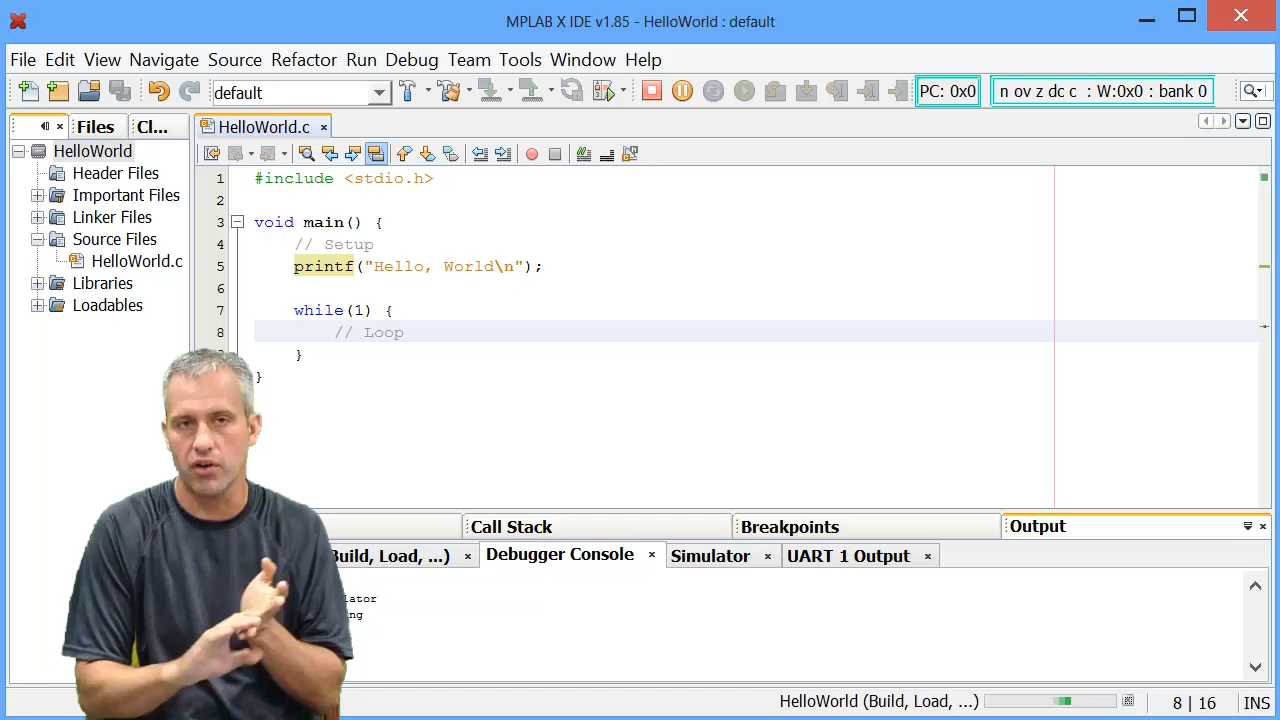 MPLAB X IDE v1.85 - HelloWorld : default
File Edit View Navigate Source Refactor Run Debug Team Tools Window Help
default
PC: 0x0
n ov z dc c : W:0x0 : bank 0
Files
Cl...
HelloWorld.c
HelloWorld
Header Files
Important Files
Linker Files
Source Files
HelloWorld.c
Libraries
Loadables
1 #include <stdio.h>
2
3 void main() {
4 // Setup
5 printf("Hello, World\n");
6
7 while(1) {
8 // Loop
}
}
Call Stack
Breakpoints
Output
Build, Load, ...)
Debugger Console
Simulator
UART 1 Output
lator
ng
HelloWorld (Build, Load, ...)
8 | 16
INS